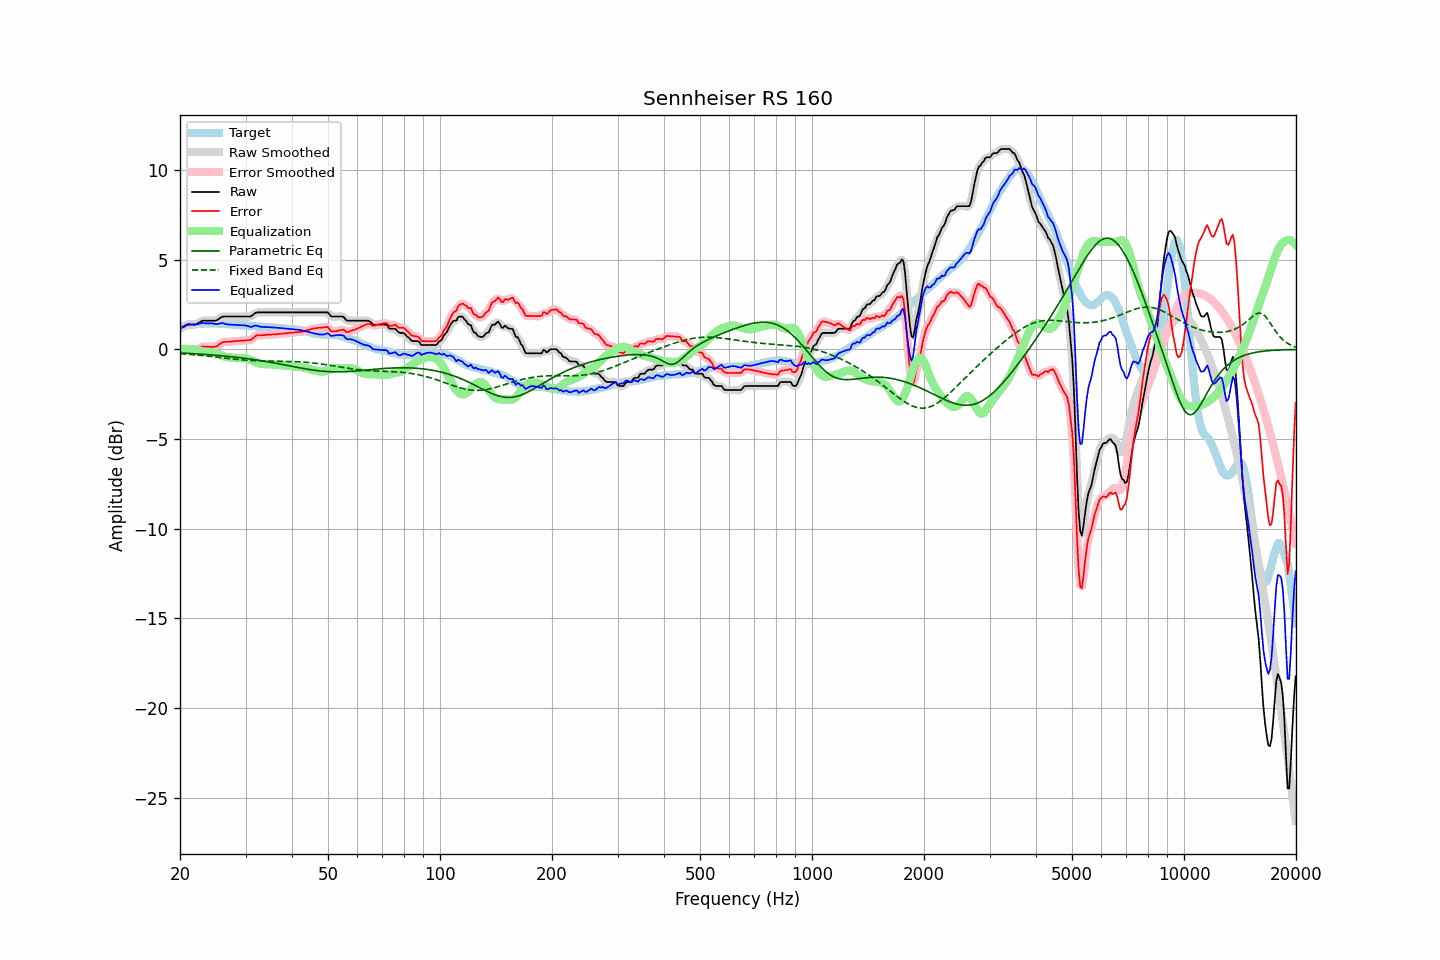 Sennheiser RS 160
Target
Raw Smoothed
Error Smoothed
Raw
Error
Equalization
Parametric Eq
Fixed Band Eq
Equalized
Amplitude (dBr)
10
5
0
−5
−10
−15
−20
−25
20 50 100 200 500 1000 2000 5000 10000 20000
Frequency (Hz)